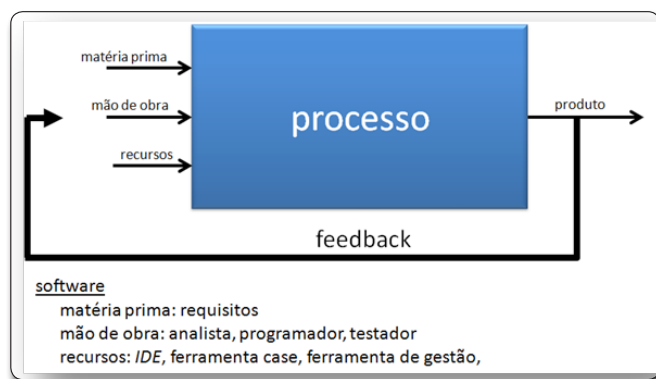 matéria prima
mão de obra
recursos
processo
produto
feedback
software
matéria prima: requisitos
mão de obra: analista, programador, testador
recursos: IDE, ferramenta case, ferramenta de gestão,